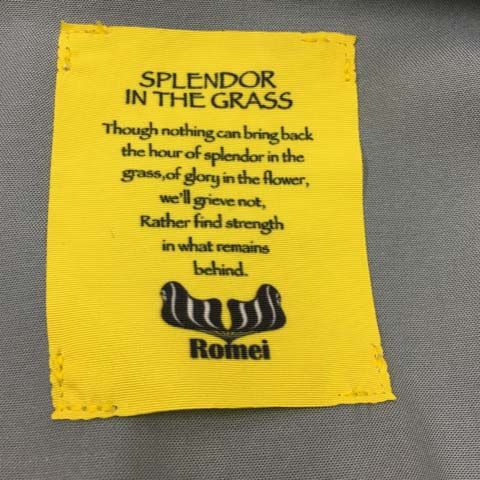 SPLENDOR
IN THE GRASS
Though nothing can bring back
the hour of splendor in the
grass,of glory in the flower,
we'll grieve not,
Rather find strength
in what remains
behind.
Romei